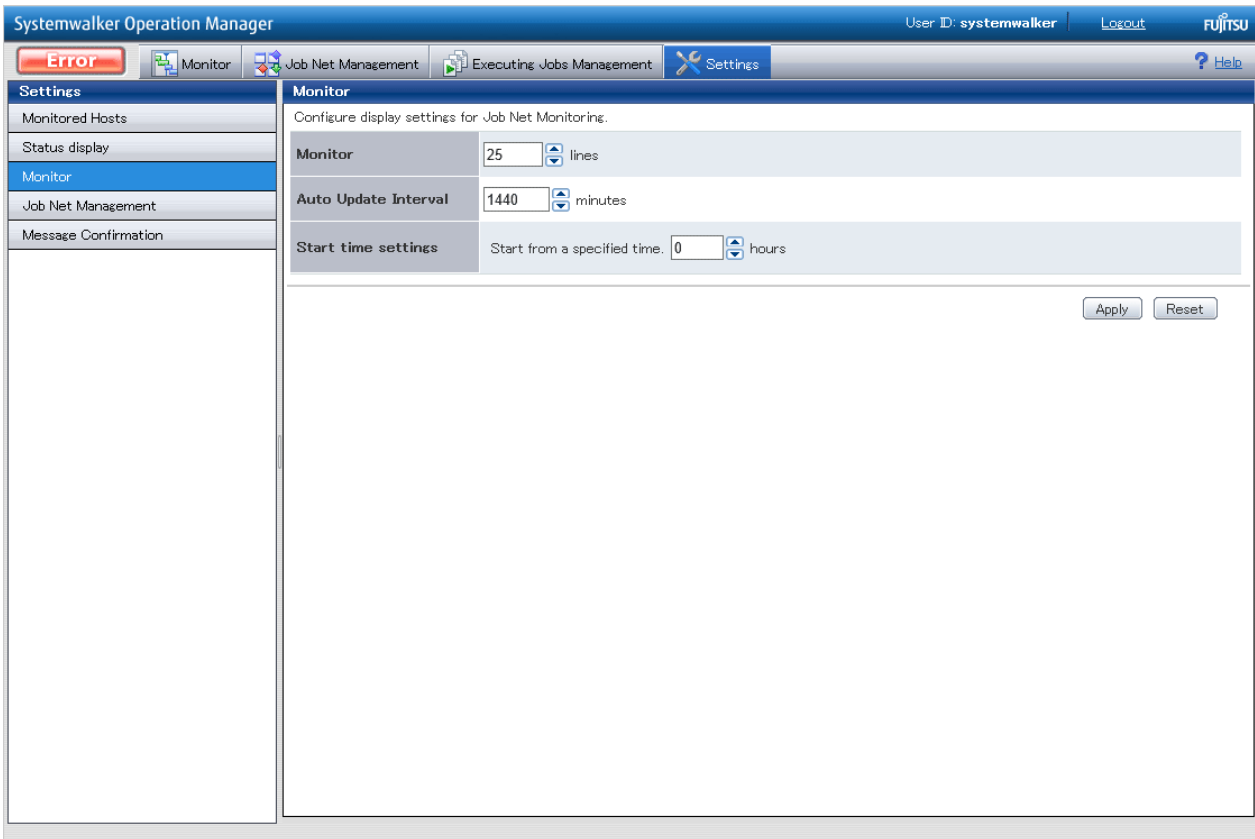 Systemwalker Operation Manager User ID: systemwalker Logout FUJITSU
Error Monitor Job Net Management Executing Jobs Management Settings ? Help
Settings
Monitored Hosts
Status display
Monitor
Job Net Management
Message Confirmation
Monitor
Configure display settings for Job Net Monitoring.
Monitor 25 lines
Auto Update Interval 1440 minutes
Start time settings Start from a specified time. 0 hours
Apply Reset